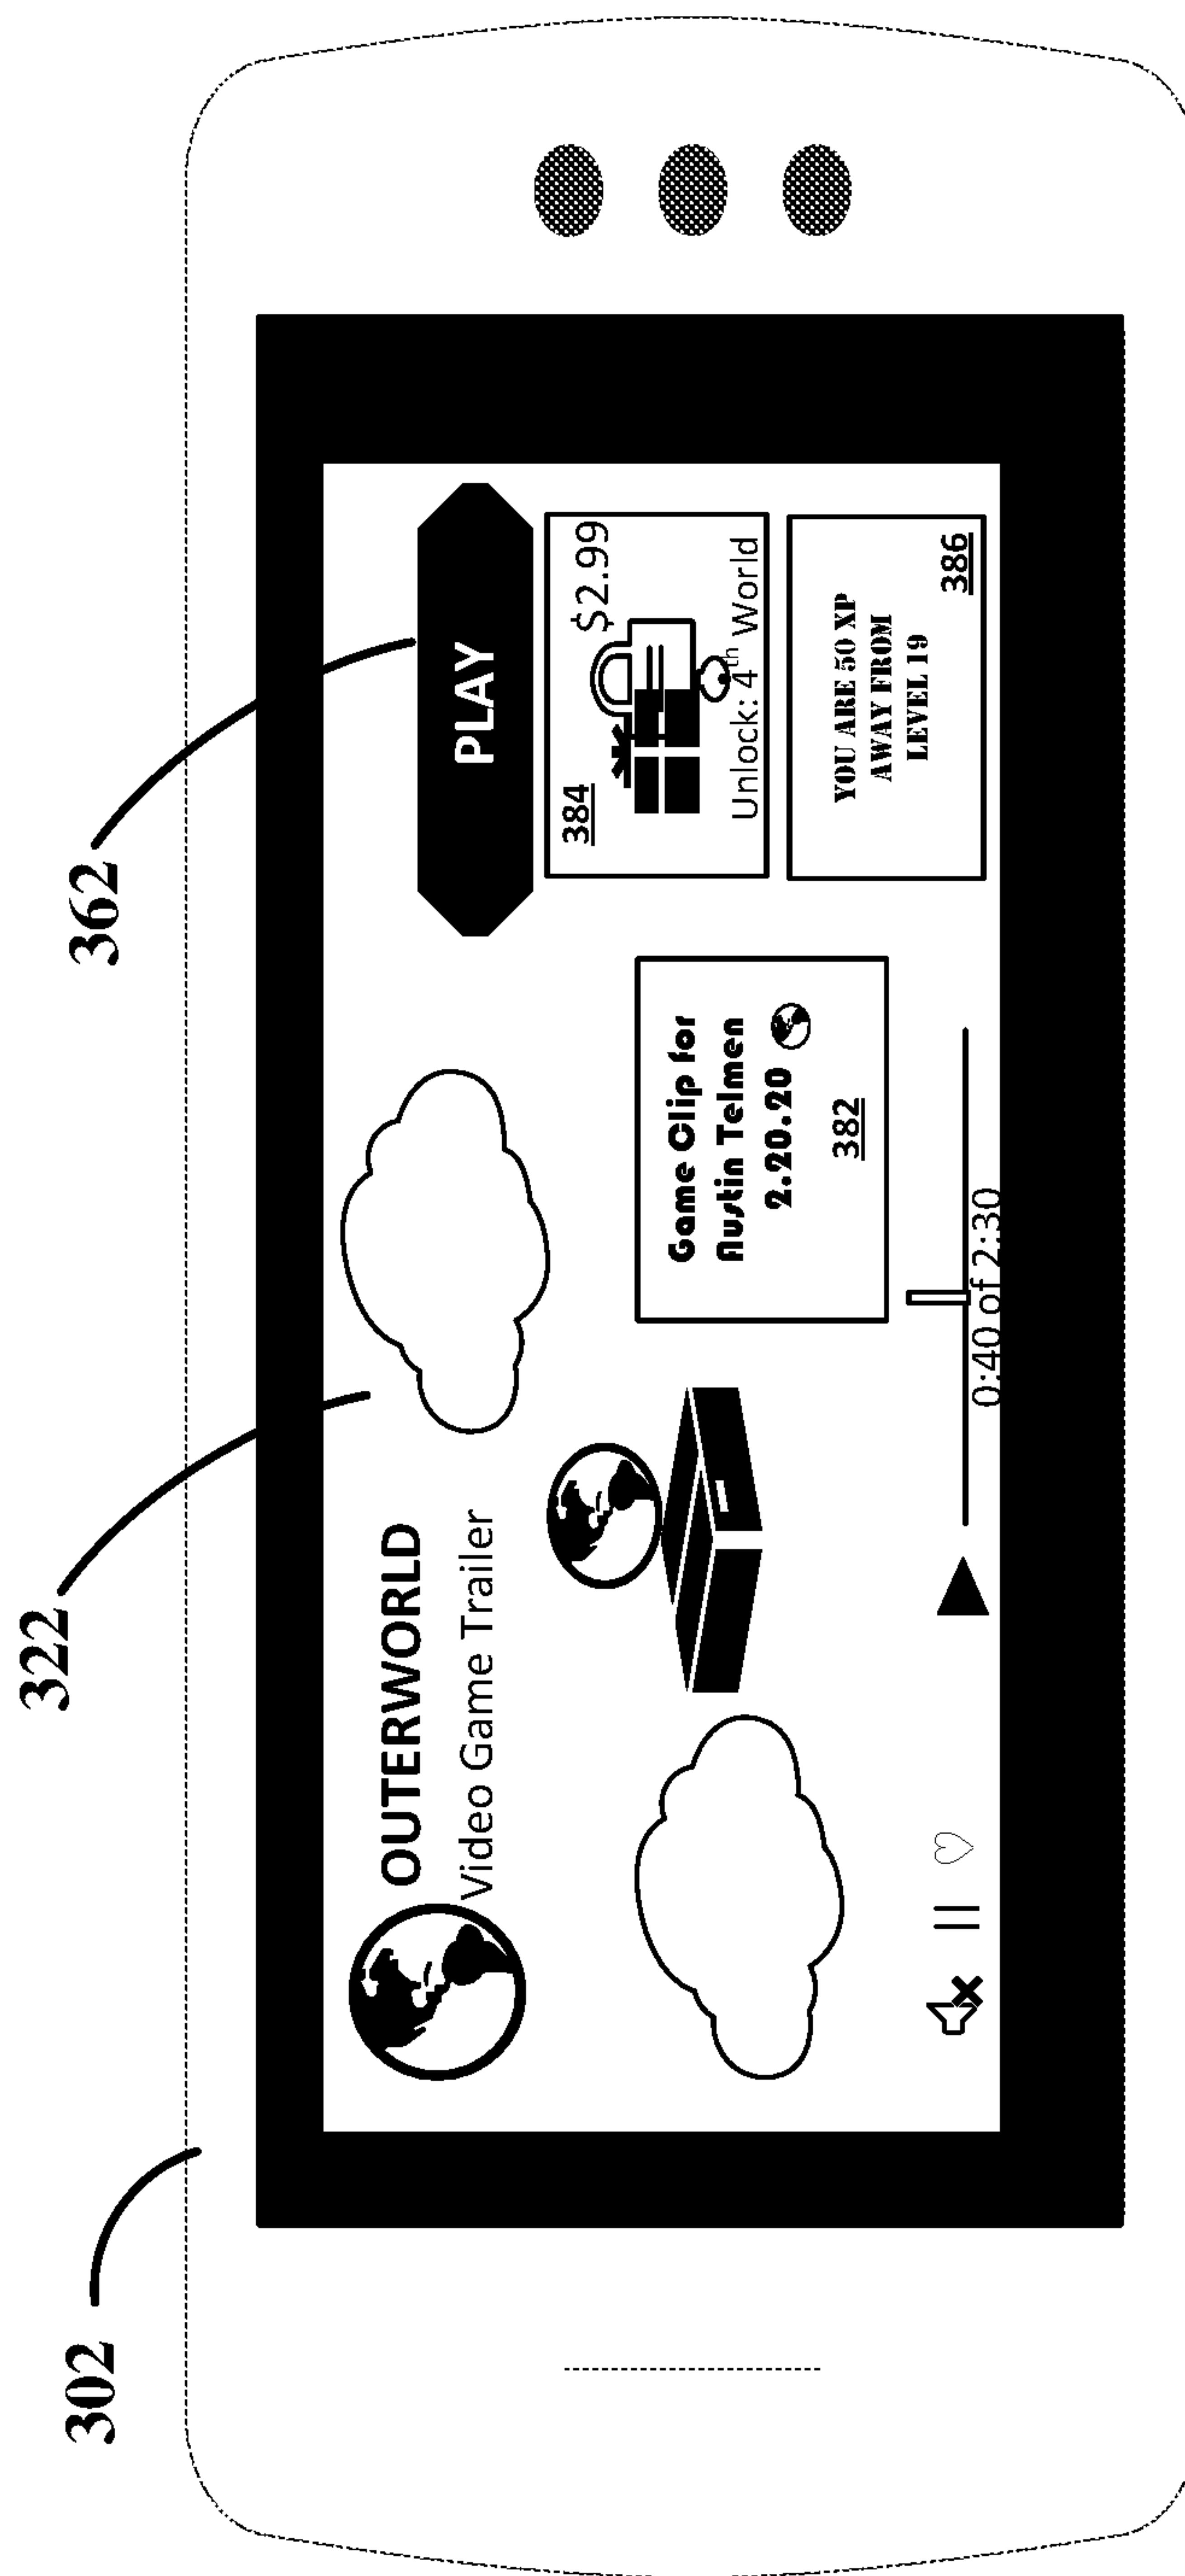 302
322
362
OUTERWORLD
Video Game Trailer
PLAY
384
$2.99
Unlock: 4th World
Game Clip for
Austin Telmen
2.20.20
382
YOU ARE 50 XP
AWAY FROM
LEVEL 19
386
0:40 of 2:30